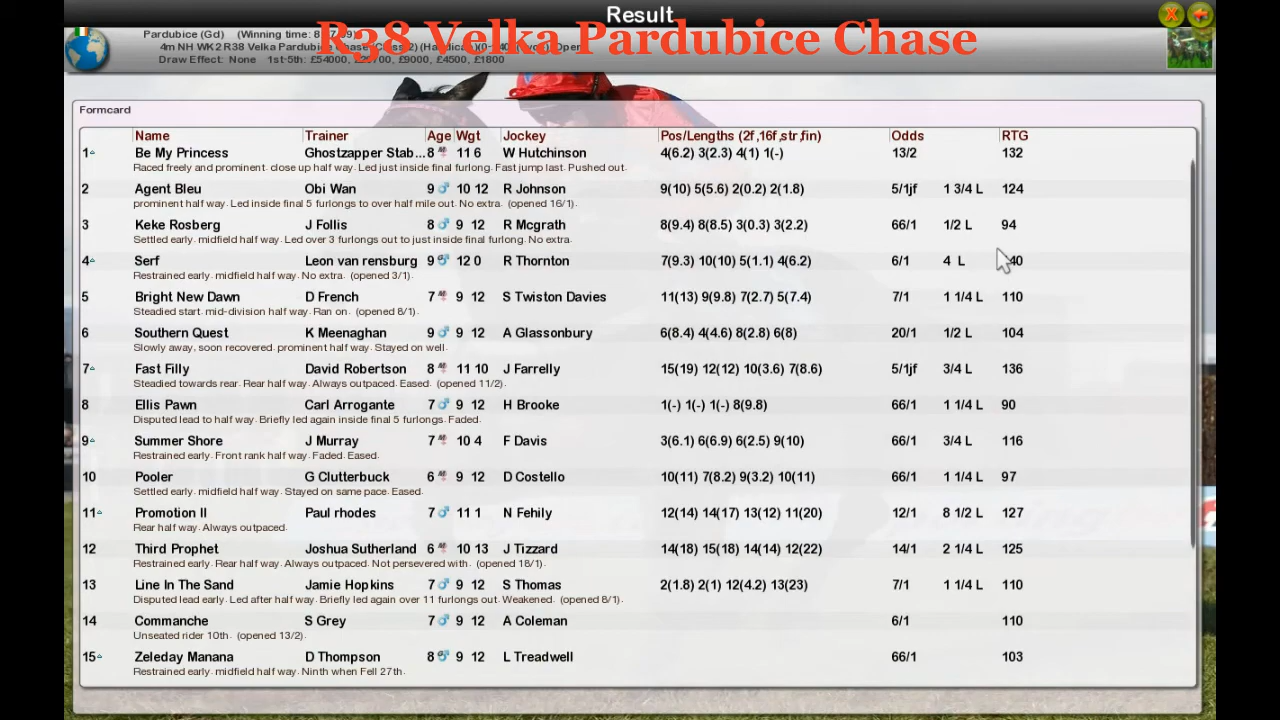 Result
R38 Velka Pardubice Chase
Pardubice (Gd) (Winning time: 8
4m NH WK2 R38 Velka Pardubice Open
Draw Effect: None 1st-5th: £54000, £9000, £4500, £1800
Formcard
Name Trainer Age Wgt Jockey Pos/Lengths (2f,16f,str,fin) Odds RTG
1 Be My Princess Ghostzapper Stab... 8 11 6 W Hutchinson 4(6.2) 3(2.3) 4(1) 1(-) 13/2 132
Raced freely and prominent. close up half way. Led just inside final furlong. Fast jump last. Pushed out.
2 Agent Bleu Obi Wan 9 10 12 R Johnson 9(10) 5(5.6) 2(0.2) 2(1.8) 5/1jf 1 3/4 L 124
prominent half way. Led inside final 5 furlongs to over half mile out. No extra. (opened 16/1).
3 Keke Rosberg J Follis 8 9 12 R Mcgrath 8(9.4) 8(8.5) 3(0.3) 3(2.2) 66/1 1/2 L 94
Settled early. midfield half way. Led over 3 furlongs out to just inside final furlong. No extra.
4 Serf Leon van rensburg 9 12 0 R Thornton 7(9.3) 10(10) 5(1.1) 4(6.2) 6/1 4 L 40
Restrained early. midfield half way. No extra. (opened 3/1).
5 Bright New Dawn D French 7 9 12 S Twiston Davies 11(13) 9(9.8) 7(2.7) 5(7.4) 7/1 1 1/4 L 110
Steadied start. mid-division half way. Ran on. (opened 8/1).
6 Southern Quest K Meenaghan 9 9 12 A Glassonbury 6(8.4) 4(4.6) 8(2.8) 6(8) 20/1 1/2 L 104
Slowly away, soon recovered. prominent half way. Stayed on well.
7 Fast Filly David Robertson 8 11 10 J Farrelly 15(19) 12(12) 10(3.6) 7(8.6) 5/1jf 3/4 L 136
Steadied towards rear. Rear half way. Always outpaced. Eased. (opened 11/2).
8 Ellis Pawn Carl Arrogante 7 9 12 H Brooke 1(-) 1(-) 1(-) 8(9.8) 66/1 1 1/4 L 90
Disputed lead to half way. Briefly led again inside final 5 furlongs. Faded.
9 Summer Shore J Murray 7 10 4 F Davis 3(6.1) 6(6.9) 6(2.5) 9(10) 66/1 3/4 L 116
Restrained early. Front rank half way. Faded. Eased.
10 Pooler G Clutterbuck 6 9 12 D Costello 10(11) 7(8.2) 9(3.2) 10(11) 66/1 1 1/4 L 97
Settled early. midfield half way. Stayed on same pace. Eased.
11 Promotion II Paul rhodes 7 11 1 N Fehily 12(14) 14(17) 13(12) 11(20) 12/1 8 1/2 L 127
Rear half way. Always outpaced.
12 Third Prophet Joshua Sutherland 6 10 13 J Tizzard 14(18) 15(18) 14(14) 12(22) 14/1 2 1/4 L 125
Restrained early. Rear half way. Always outpaced. Not persevered with. (opened 18/1).
13 Line In The Sand Jamie Hopkins 7 9 12 S Thomas 2(1.8) 2(1) 12(4.2) 13(23) 7/1 1 1/4 L 110
Disputed lead early. Led after half way. Briefly led again over 11 furlongs out. Weakened. (opened 8/1).
14 Commanche S Grey 7 9 12 A Coleman 6/1 110
Unseated rider 10th. (opened 13/2).
15 Zeleday Manana D Thompson 8 9 12 L Treadwell 66/1 103
Restrained early. midfield half way. Ninth when Fell 27th.